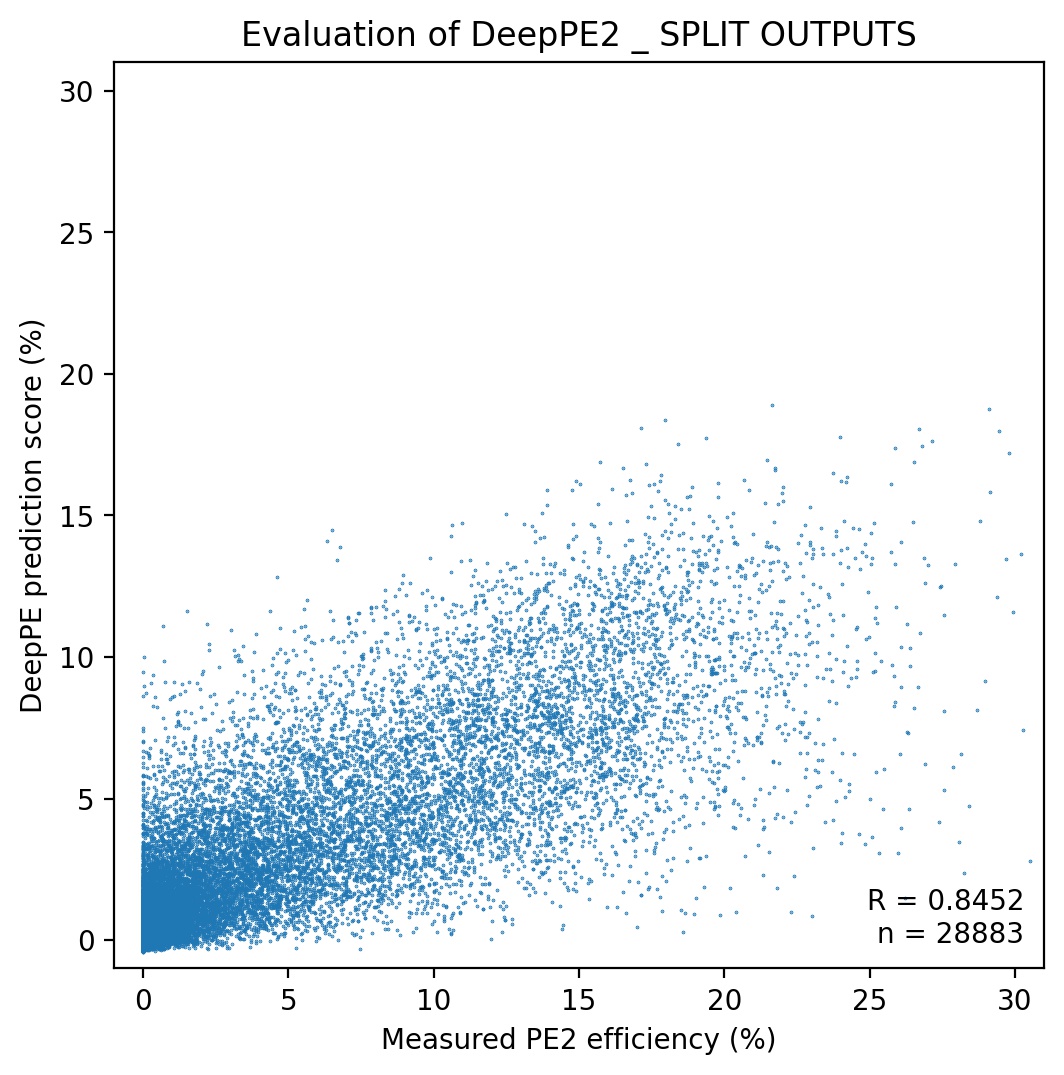 Evaluation of DeepPE2 _ SPLIT OUTPUTS
30
25
20
15
10
5
0
DeepPE prediction score (%)
R = 0.8452
n = 28883
0 5 10 15 20 25 30
Measured PE2 efficiency (%)